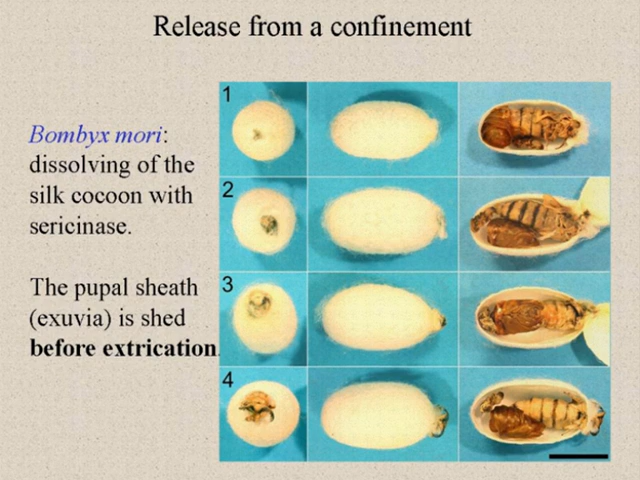 Release from a confinement
Bombyx mori:
dissolving of the
silk cocoon with
sericinase.
The pupal sheath
(exuvia) is shed
before extrication.
1
2
3
4